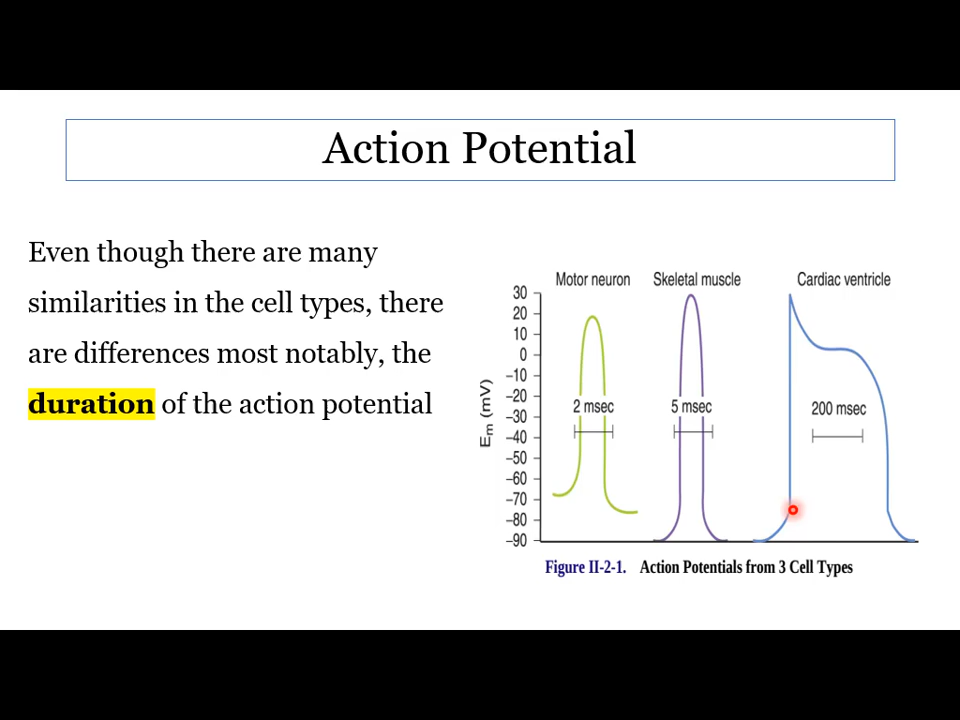 Action Potential
Even though there are many
similarities in the cell types, there
are differences most notably, the
duration of the action potential
Motor neuron
Skeletal muscle
Cardiac ventricle
30
20
10
0
−10
−20
−30
−40
−50
−60
−70
−80
−90
Em (mV)
2 msec
5 msec
200 msec
Figure II-2-1. Action Potentials from 3 Cell Types